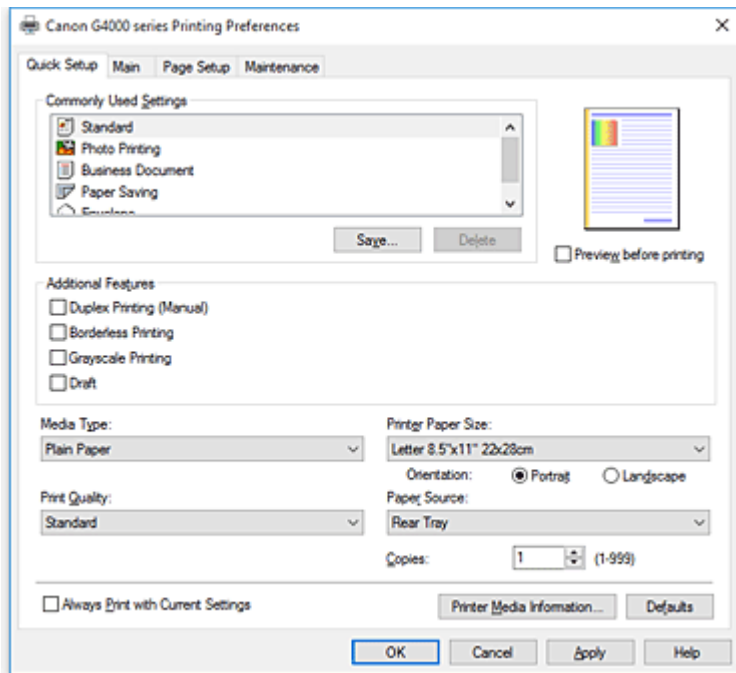 Canon G4000 series Printing Preferences
Quick Setup Main Page Setup Maintenance
Commonly Used Settings
Standard
Photo Printing
Business Document
Paper Saving
Envelope
Save... Delete
Preview before printing
Additional Features
Duplex Printing (Manual)
Borderless Printing
Grayscale Printing
Draft
Media Type: Printer Paper Size:
Plain Paper Letter 8.5"x11" 22x28cm
Orientation: Portrait Landscape
Print Quality: Paper Source:
Standard Rear Tray
Copies: 1 (1-999)
Always Print with Current Settings Printer Media Information... Defaults
OK Cancel Apply Help